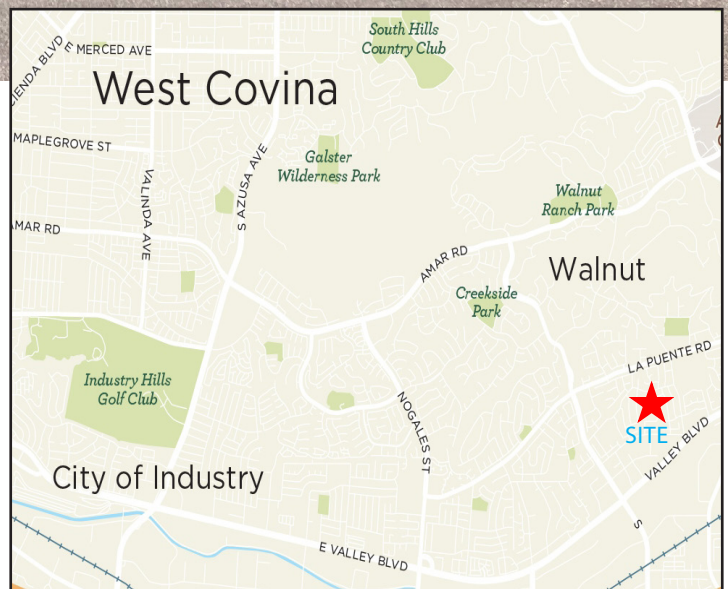 South Hills
Country Club
E MERCED AVE
CIENDA BLVD
West Covina
MAPLEGROVE ST
VALINDA AVE
S AZUSA AVE
Galster
Wilderness Park
Walnut
Ranch Park
AMAR RD
AMAR RD
Walnut
Creekside
Park
LA PUENTE RD
Industry Hills
Golf Club
NOGALES ST
SITE
VALLEY BLVD
City of Industry
S
E VALLEY BLVD